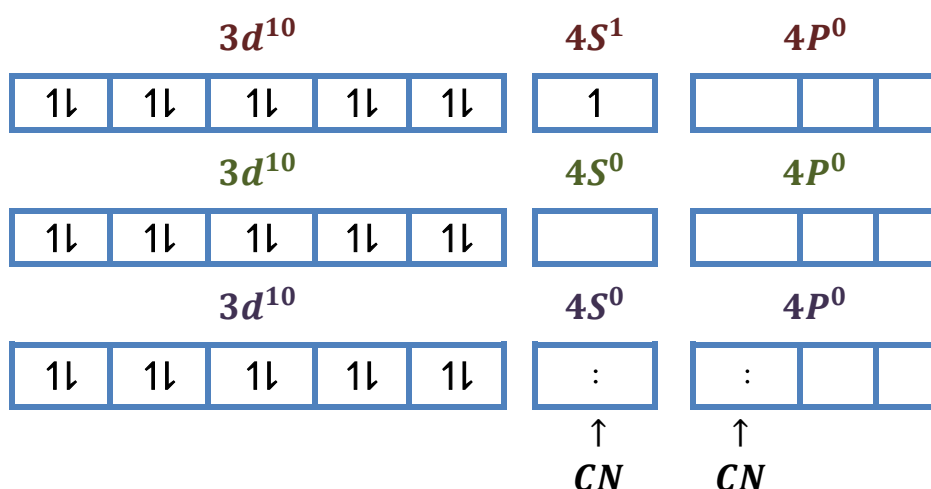 3d¹⁰ 4S¹ 4P⁰
1⇂ 1⇂ 1⇂ 1⇂ 1⇂ 1
3d¹⁰ 4S⁰ 4P⁰
1⇂ 1⇂ 1⇂ 1⇂ 1⇂
3d¹⁰ 4S⁰ 4P⁰
1⇂ 1⇂ 1⇂ 1⇂ 1⇂ : :
↑ ↑
CN CN